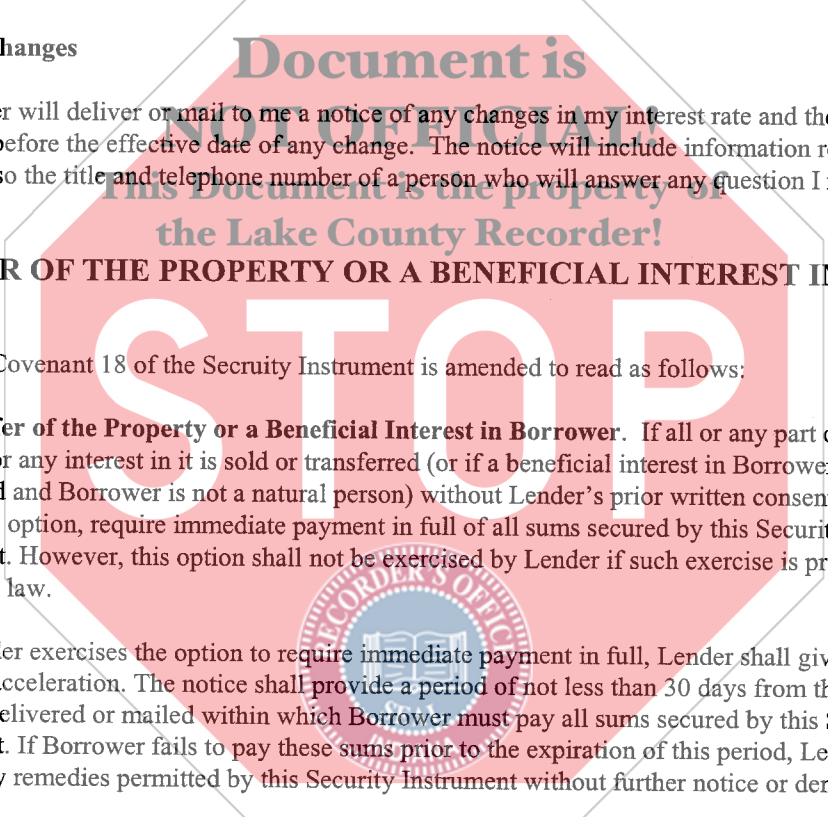 hanges
Document is
er will deliver or mail to me a notice of any changes in my interest rate and the
NOT OFFICIAL!
before the effective date of any change. The notice will include information r
so the title and telephone number of a person who will answer any question I
This Document is the property of
the Lake County Recorder!
R OF THE PROPERTY OR A BENEFICIAL INTEREST IN
STOP
Covenant 18 of the Secruity Instrument is amended to read as follows:
fer of the Property or a Beneficial Interest in Borrower. If all or any part
or any interest in it is sold or transferred (or if a beneficial interest in Borrowe
d and Borrower is not a natural person) without Lender's prior written consen
option, require immediate payment in full of all sums secured by this Securit
t. However, this option shall not be exercised by Lender if such exercise is pr
law.
RECORDER'S OFFICE
der exercises the option to require immediate payment in full, Lender shall giv
acceleration. The notice shall provide a period of not less than 30 days from th
SEAL
elivered or mailed within which Borrower must pay all sums secured by this S
t. If Borrower fails to pay these sums prior to the expiration of this period, Le
y remedies permitted by this Security Instrument without further notice or der